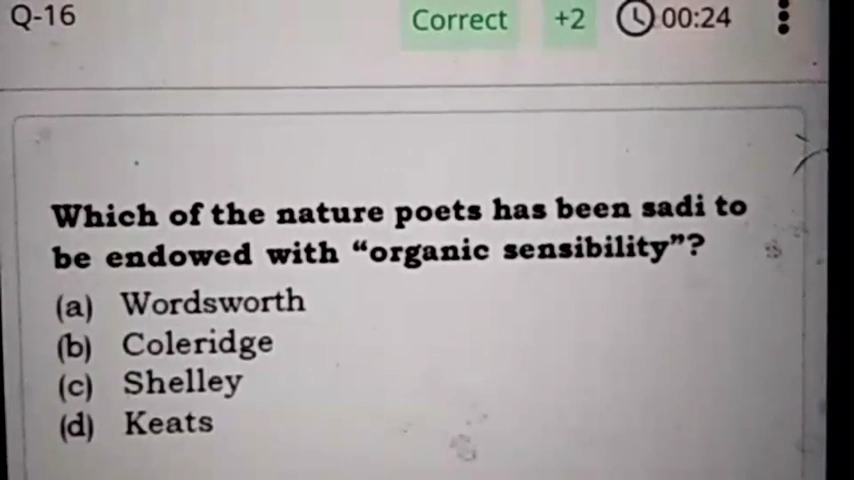 Q-16 Correct +2 00:24
Which of the nature poets has been sadi to
be endowed with “organic sensibility”?
(a) Wordsworth
(b) Coleridge
(c) Shelley
(d) Keats